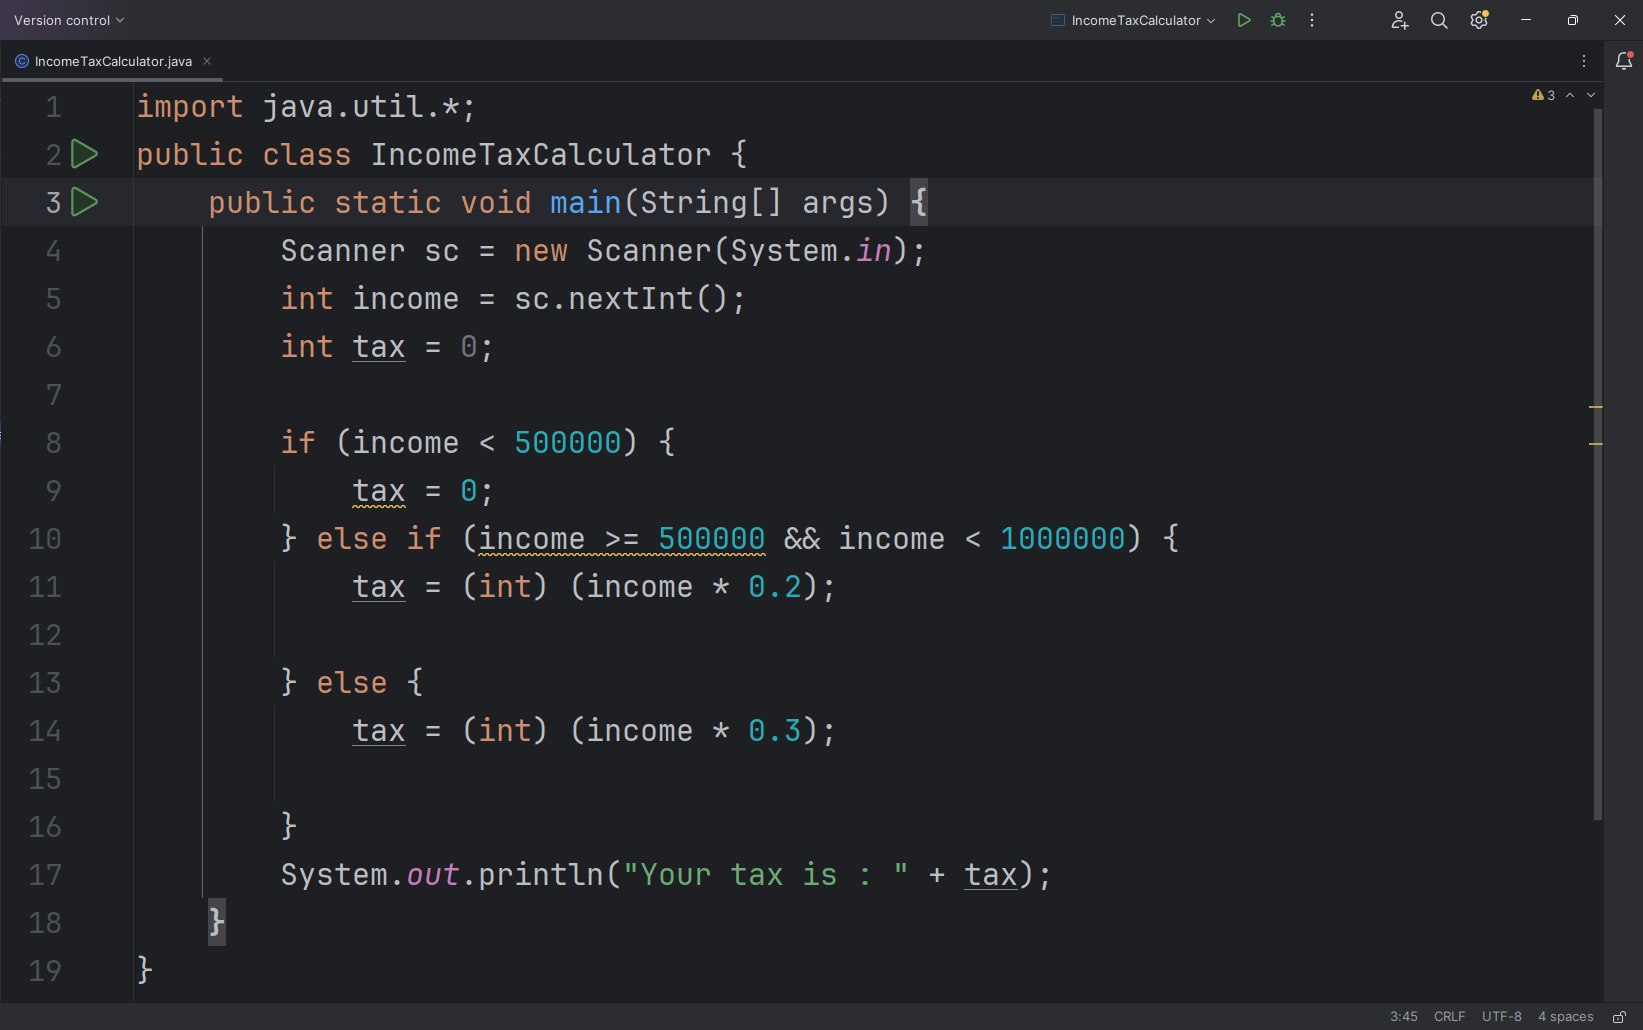 Version control
IncomeTaxCalculator
IncomeTaxCalculator.java
3
1 import java.util.*;
2 public class IncomeTaxCalculator {
3     public static void main(String[] args) {
4         Scanner sc = new Scanner(System.in);
5         int income = sc.nextInt();
6         int tax = 0;
7
8         if (income < 500000) {
9             tax = 0;
10         } else if (income >= 500000 && income < 1000000) {
11             tax = (int) (income * 0.2);
12
13         } else {
14             tax = (int) (income * 0.3);
15
16         }
17         System.out.println("Your tax is : " + tax);
18     }
19 }
3:45 CRLF UTF-8 4 spaces